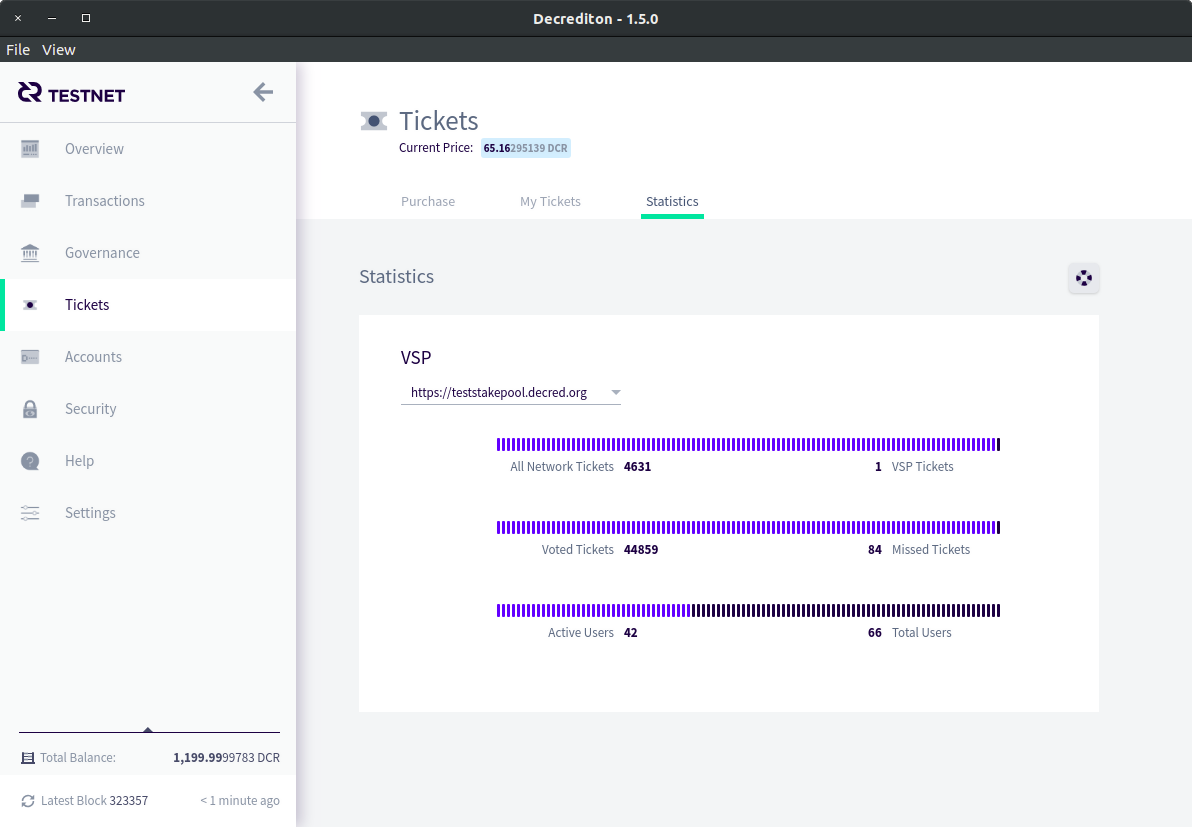 Decrediton - 1.5.0
File View
TESTNET
Overview
Transactions
Governance
Tickets
Accounts
Security
Help
Settings
Total Balance: 1,199.9999783 DCR
Latest Block 323357 < 1 minute ago
Tickets
Current Price: 65.16295139 DCR
Purchase My Tickets Statistics
Statistics
VSP
https://teststakepool.decred.org
All Network Tickets 4631 1 VSP Tickets
Voted Tickets 44859 84 Missed Tickets
Active Users 42 66 Total Users